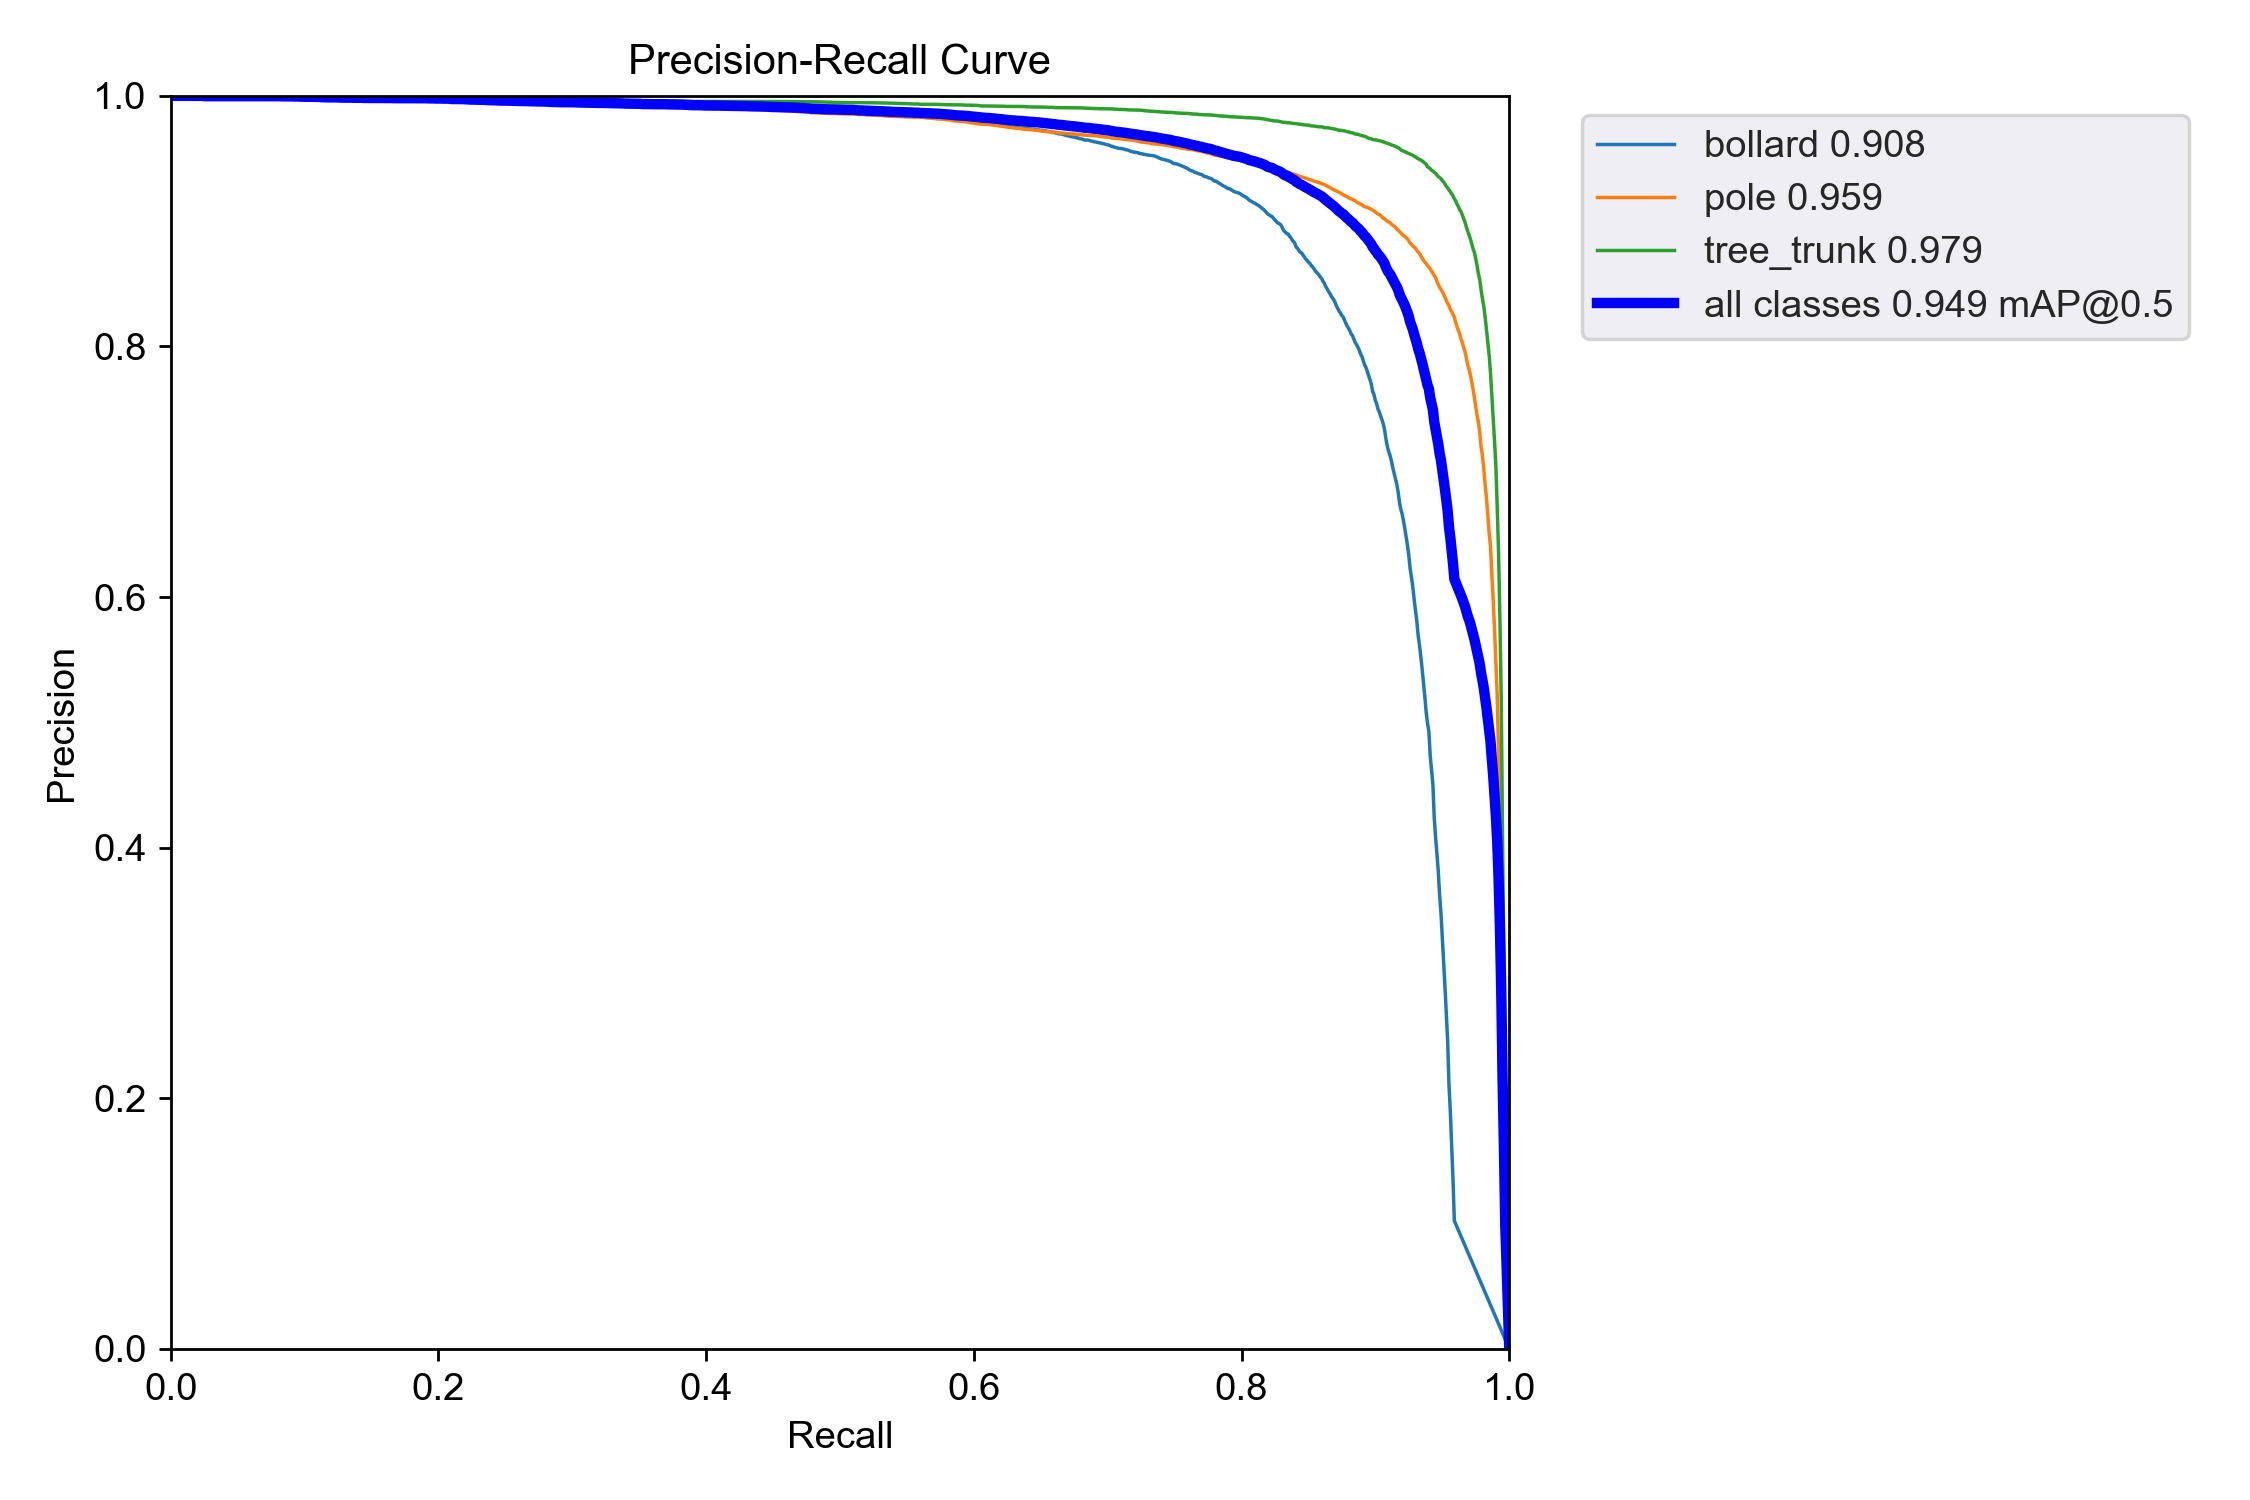 Precision-Recall Curve
1.0
0.8
0.6
0.4
0.2
0.0
Precision
0.0 0.2 0.4 0.6 0.8 1.0
Recall
bollard 0.908
pole 0.959
tree_trunk 0.979
all classes 0.949 mAP@0.5